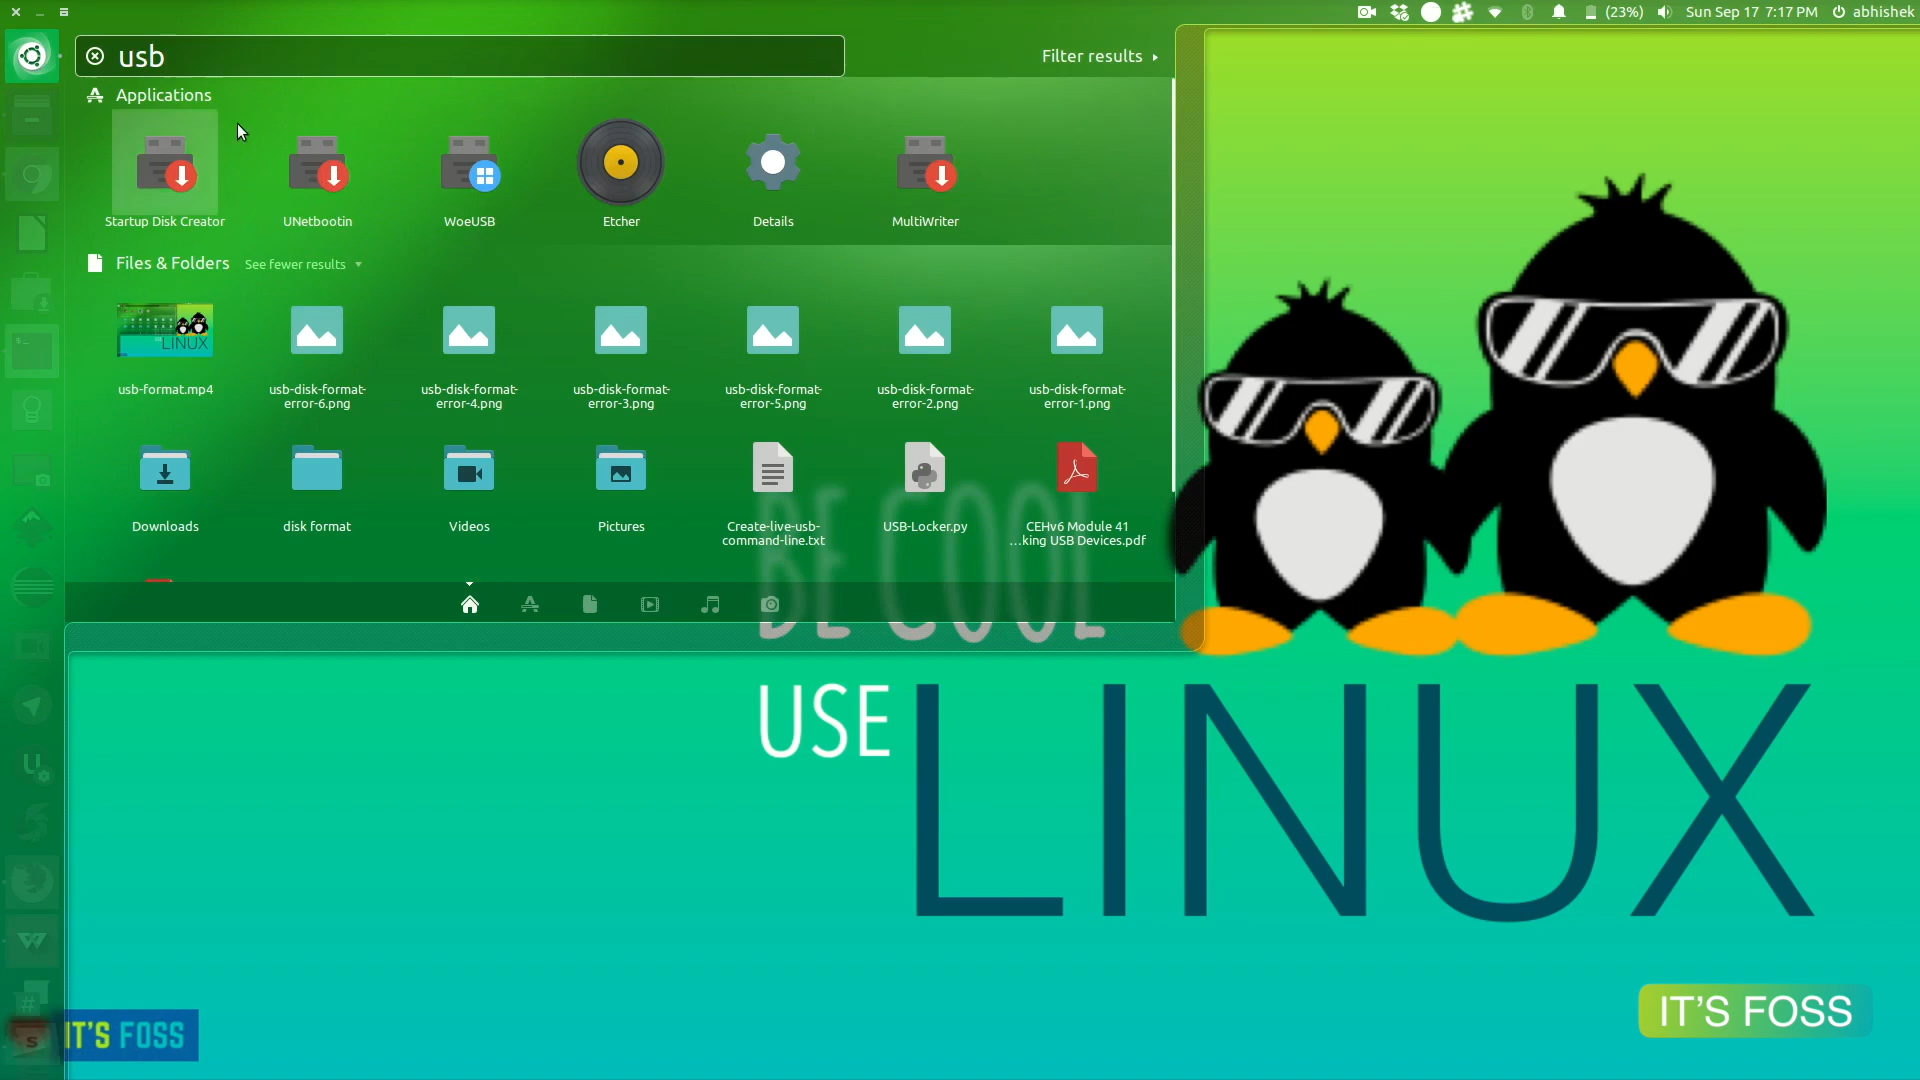 (23%)
Sun Sep 17 7:17 PM
abhishek
usb
Filter results
Applications
Startup Disk Creator
UNetbootin
WoeUSB
Etcher
Details
MultiWriter
Files & Folders
See fewer results
LINUX
usb-format.mp4
usb-disk-format-
error-6.png
usb-disk-format-
error-4.png
usb-disk-format-
error-3.png
usb-disk-format-
error-5.png
usb-disk-format-
error-2.png
usb-disk-format-
error-1.png
Downloads
disk format
Videos
Pictures
Create-live-usb-
command-line.txt
USB-Locker.py
CEHv6 Module 41
...king USB Devices.pdf
BE COOL
USE LINUX
IT'S FOSS
IT'S FOSS